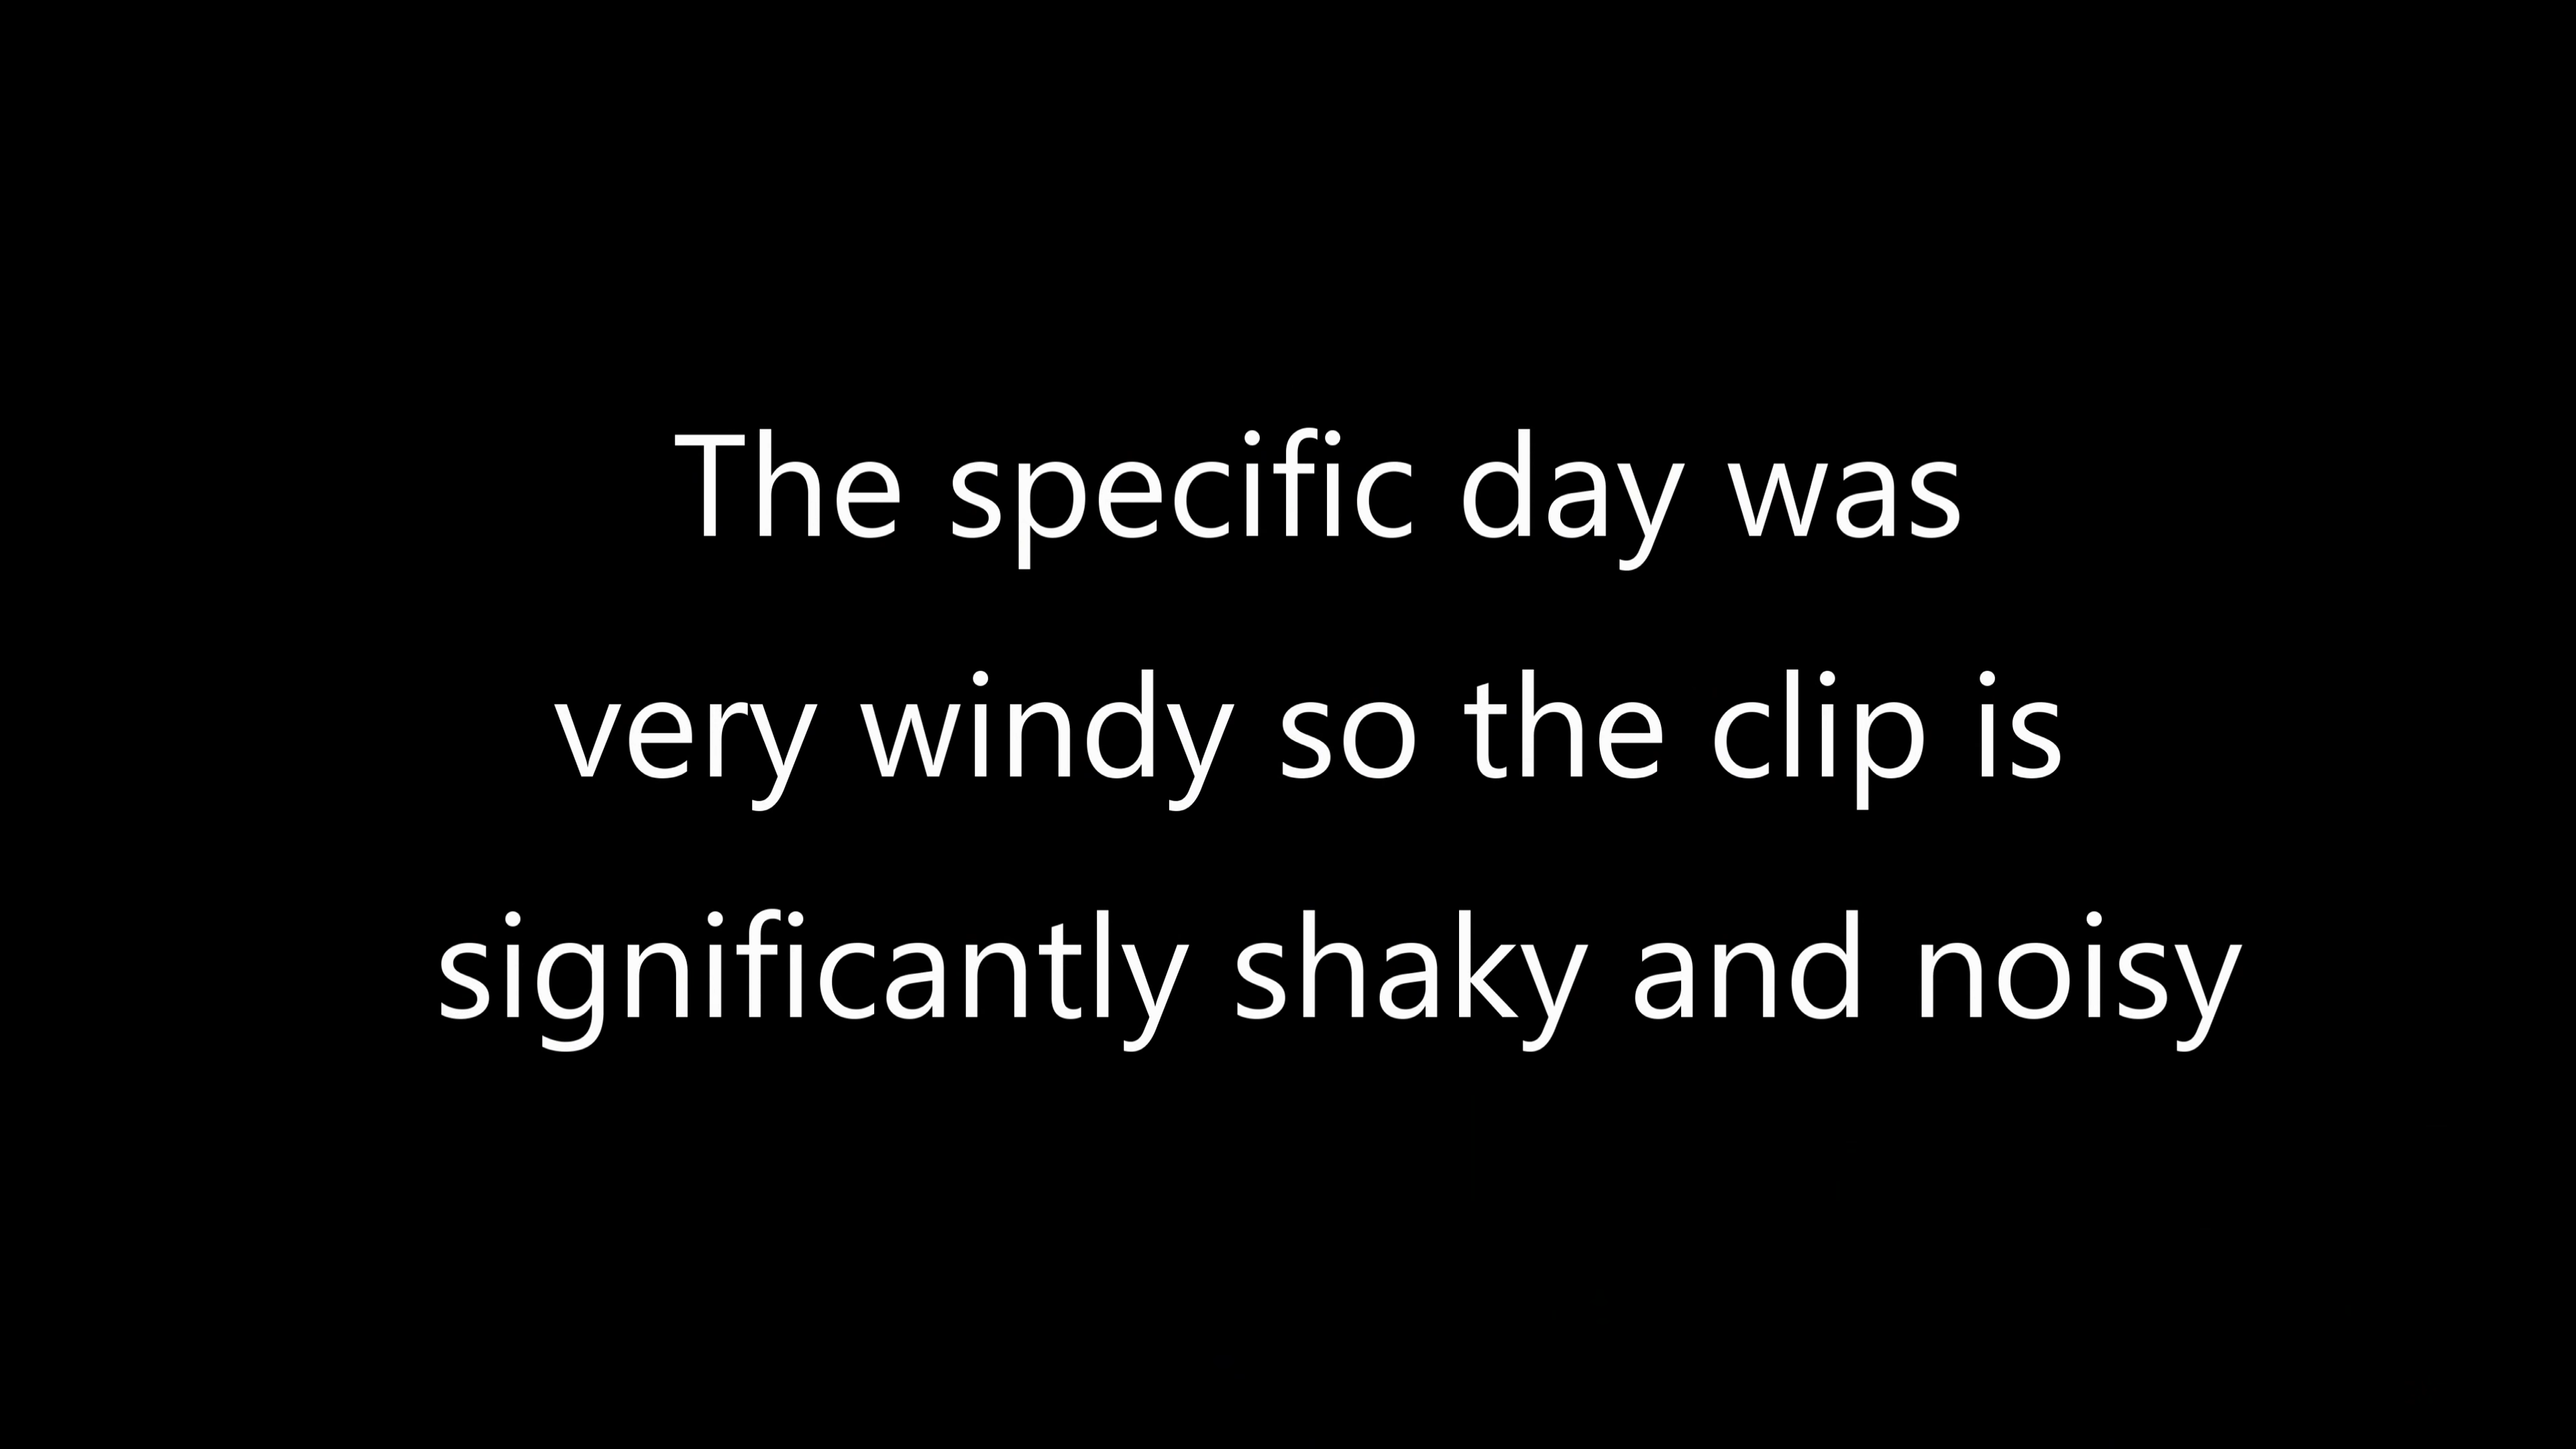 The specific day was
very windy so the clip is
significantly shaky and noisy